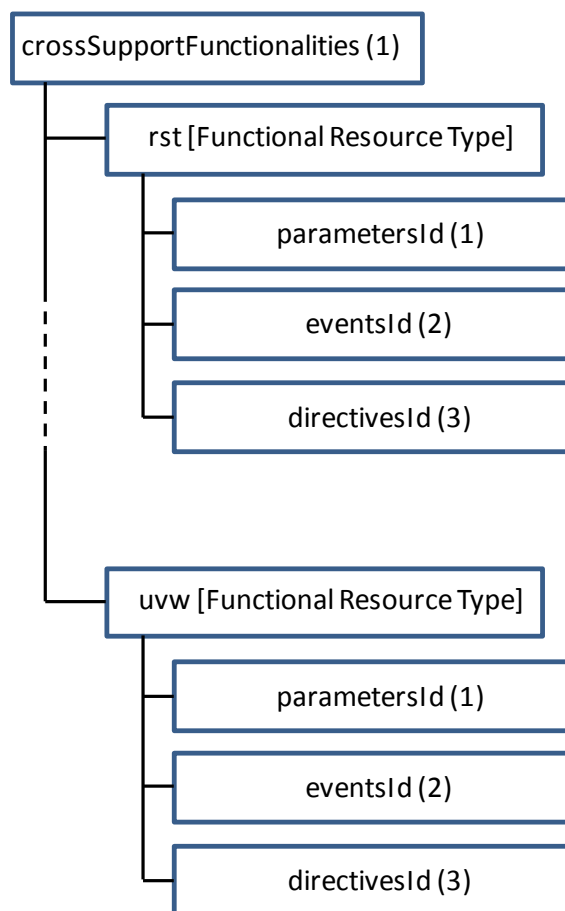 crossSupportFunctionalities (1)
rst [Functional Resource Type]
parametersId (1)
eventsId (2)
directivesId (3)
uvw [Functional Resource Type]
parametersId (1)
eventsId (2)
directivesId (3)